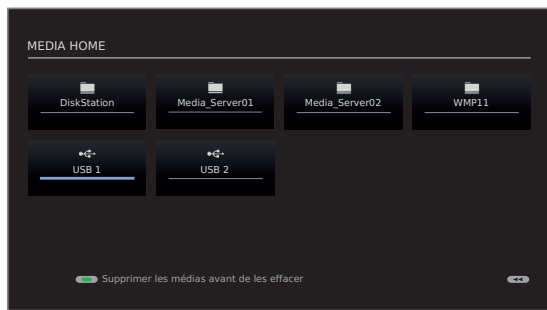 MEDIA HOME
DiskStation Media_Server01 Media_Server02 WMP11
USB 1 USB 2
Supprimer les médias avant de les effacer